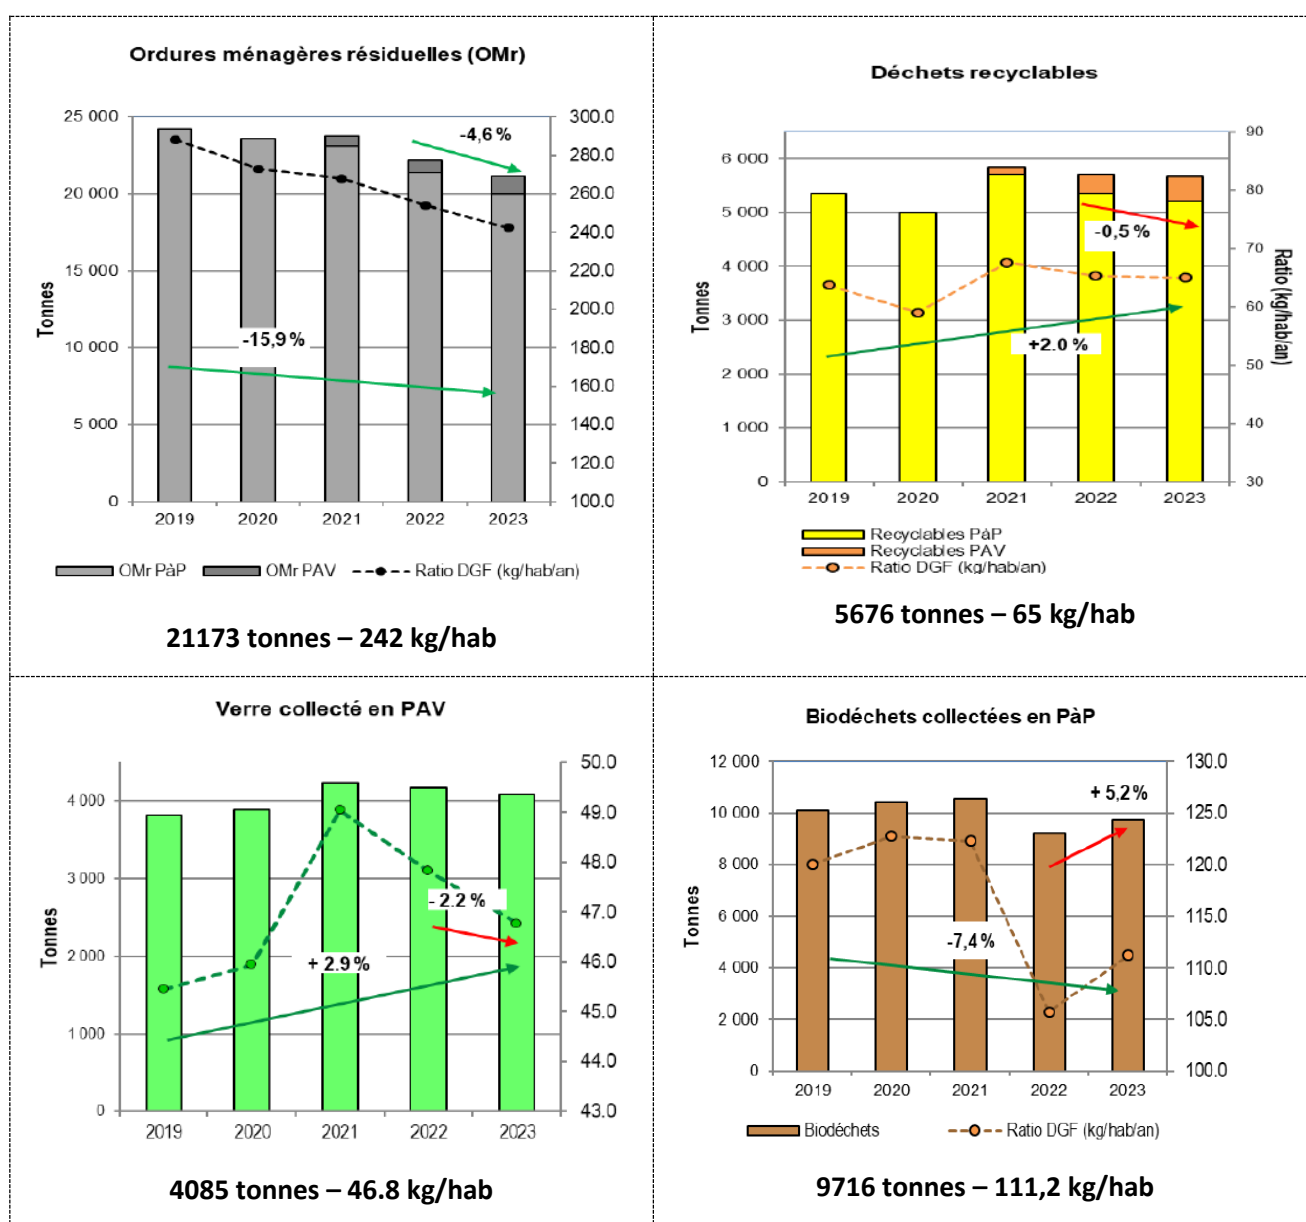 Ordures ménagères résiduelles (OMr)
25 000
20 000
15 000
10 000
5 000
0
Tonnes
300.0
280.0
260.0
240.0
220.0
200.0
180.0
160.0
140.0
120.0
100.0
-4,6 %
-15,9 %
2019 2020 2021 2022 2023
OMr PàP OMr PAV Ratio DGF (kg/hab/an)
21173 tonnes – 242 kg/hab
Déchets recyclables
6 000
5 000
4 000
3 000
2 000
1 000
0
Tonnes
90
80
70
60
50
40
30
Ratio (kg/hab/an)
-0,5 %
+2.0 %
2019 2020 2021 2022 2023
Recyclables PàP
Recyclables PAV
Ratio DGF (kg/hab/an)
5676 tonnes – 65 kg/hab
Verre collecté en PAV
4 000
3 000
2 000
1 000
0
Tonnes
50.0
49.0
48.0
47.0
46.0
45.0
44.0
43.0
- 2.2 %
+ 2.9 %
2019 2020 2021 2022 2023
4085 tonnes – 46.8 kg/hab
Biodéchets collectées en PàP
12 000
10 000
8 000
6 000
4 000
2 000
0
Tonnes
130.0
125.0
120.0
115.0
110.0
105.0
100.0
+ 5,2 %
-7,4 %
2019 2020 2021 2022 2023
Biodéchets Ratio DGF (kg/hab/an)
9716 tonnes – 111,2 kg/hab